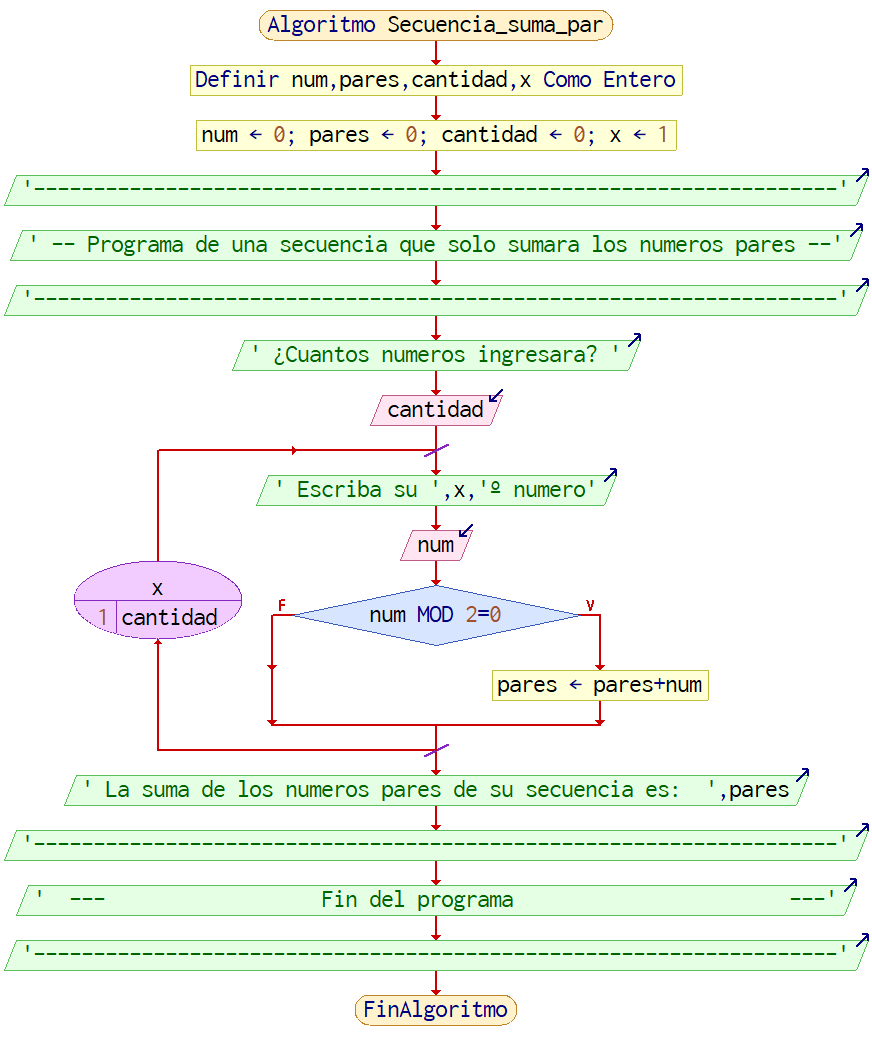 Algoritmo Secuencia_suma_par
Definir num,pares,cantidad,x Como Entero
num ← 0; pares ← 0; cantidad ← 0; x ← 1
'-------------------------------------------------------------------'
' -- Programa de una secuencia que solo sumara los numeros pares --'
'-------------------------------------------------------------------'
' ¿Cuantos numeros ingresara? '
cantidad
' Escriba su ',x,'º numero'
num
x
1 cantidad
F
V
num MOD 2=0
pares ← pares+num
' La suma de los numeros pares de su secuencia es:  ',pares
'-------------------------------------------------------------------'
'  ---                  Fin del programa                       ---'
'-------------------------------------------------------------------'
FinAlgoritmo